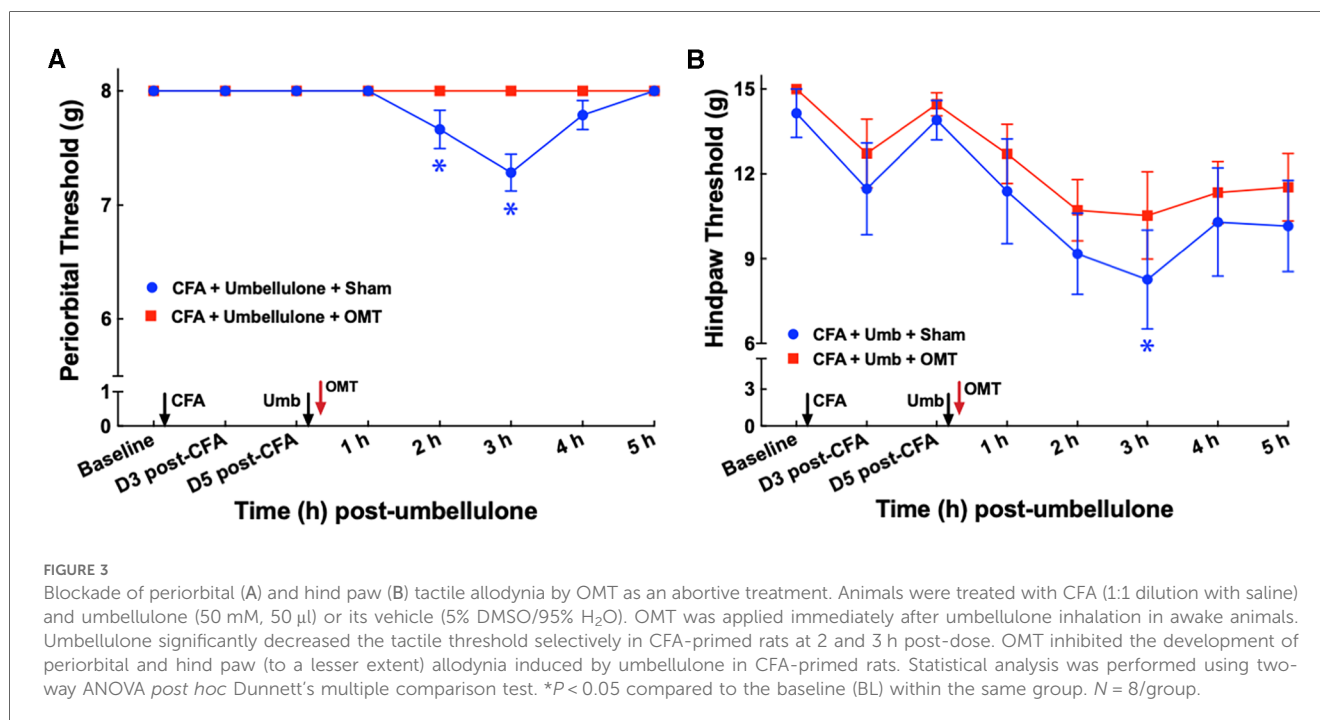 A
Periorbital Threshold (g)
8
7
6
1
0
CFA + Umbellulone + Sham
CFA + Umbellulone + OMT
CFA
Umb
OMT
Baseline
D3 post-CFA
D5 post-CFA
1 h
2 h
3 h
4 h
5 h
*
*
Time (h) post-umbellulone
B
Hindpaw Threshold (g)
15
12
9
6
3
0
CFA + Umb + Sham
CFA + Umb + OMT
CFA
Umb
OMT
Baseline
D3 post-CFA
D5 post-CFA
1 h
2 h
3 h
4 h
5 h
*
Time (h) post-umbellulone
FIGURE 3
Blockade of periorbital (A) and hind paw (B) tactile allodynia by OMT as an abortive treatment. Animals were treated with CFA (1:1 dilution with saline)
and umbellulone (50 mM, 50 μl) or its vehicle (5% DMSO/95% H₂O). OMT was applied immediately after umbellulone inhalation in awake animals.
Umbellulone significantly decreased the tactile threshold selectively in CFA-primed rats at 2 and 3 h post-dose. OMT inhibited the development of
periorbital and hind paw (to a lesser extent) allodynia induced by umbellulone in CFA-primed rats. Statistical analysis was performed using two-
way ANOVA post hoc Dunnett's multiple comparison test. *P < 0.05 compared to the baseline (BL) within the same group. N = 8/group.